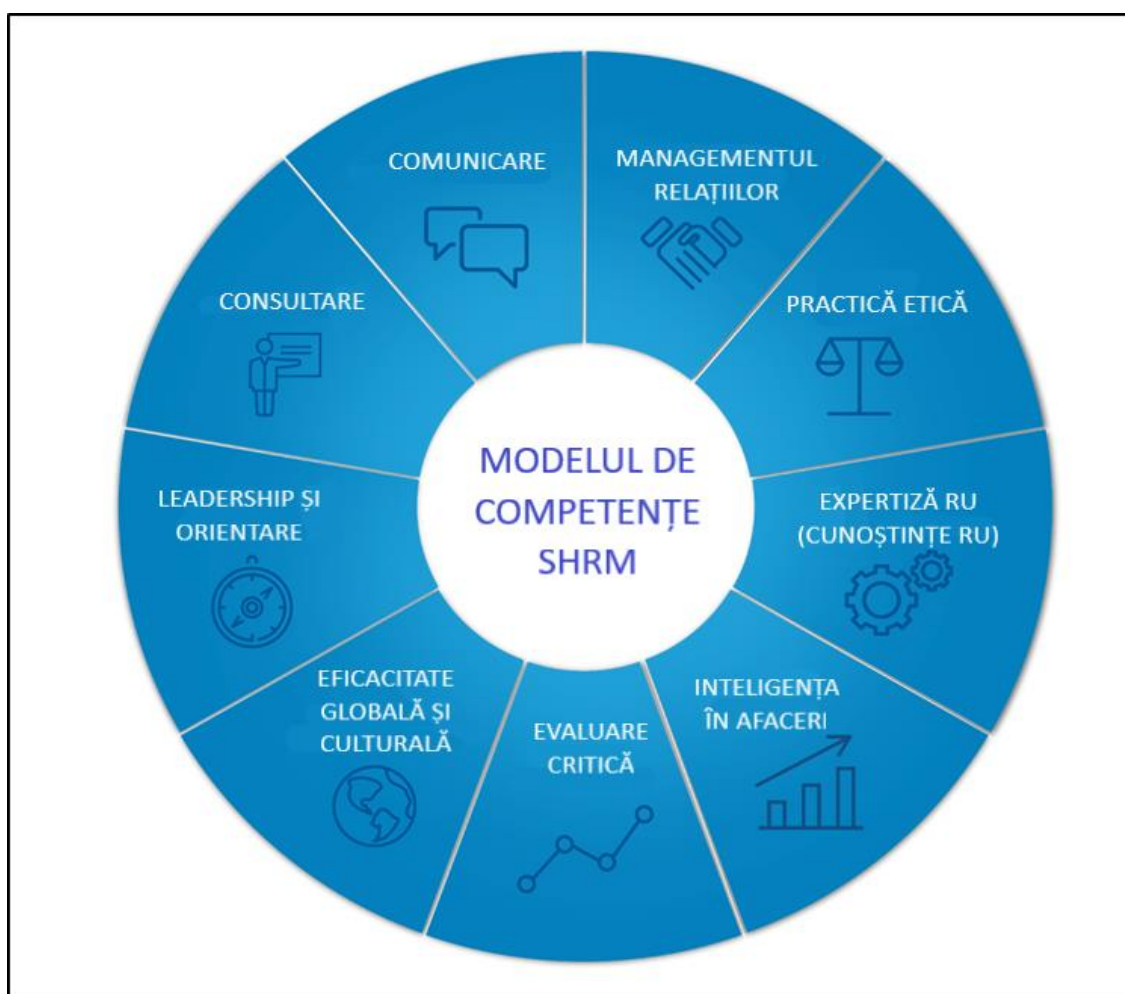 COMUNICARE
MANAGEMENTUL
RELAȚIILOR
CONSULTARE
PRACTICĂ ETICĂ
MODELUL DE
COMPETENȚE
SHRM
LEADERSHIP ȘI
ORIENTARE
EXPERTIZĂ RU
(CUNOȘTINȚE RU)
EFICACITATE
GLOBALĂ ȘI
CULTURALĂ
EVALUARE
CRITICĂ
INTELIGENȚA
ÎN AFACERI